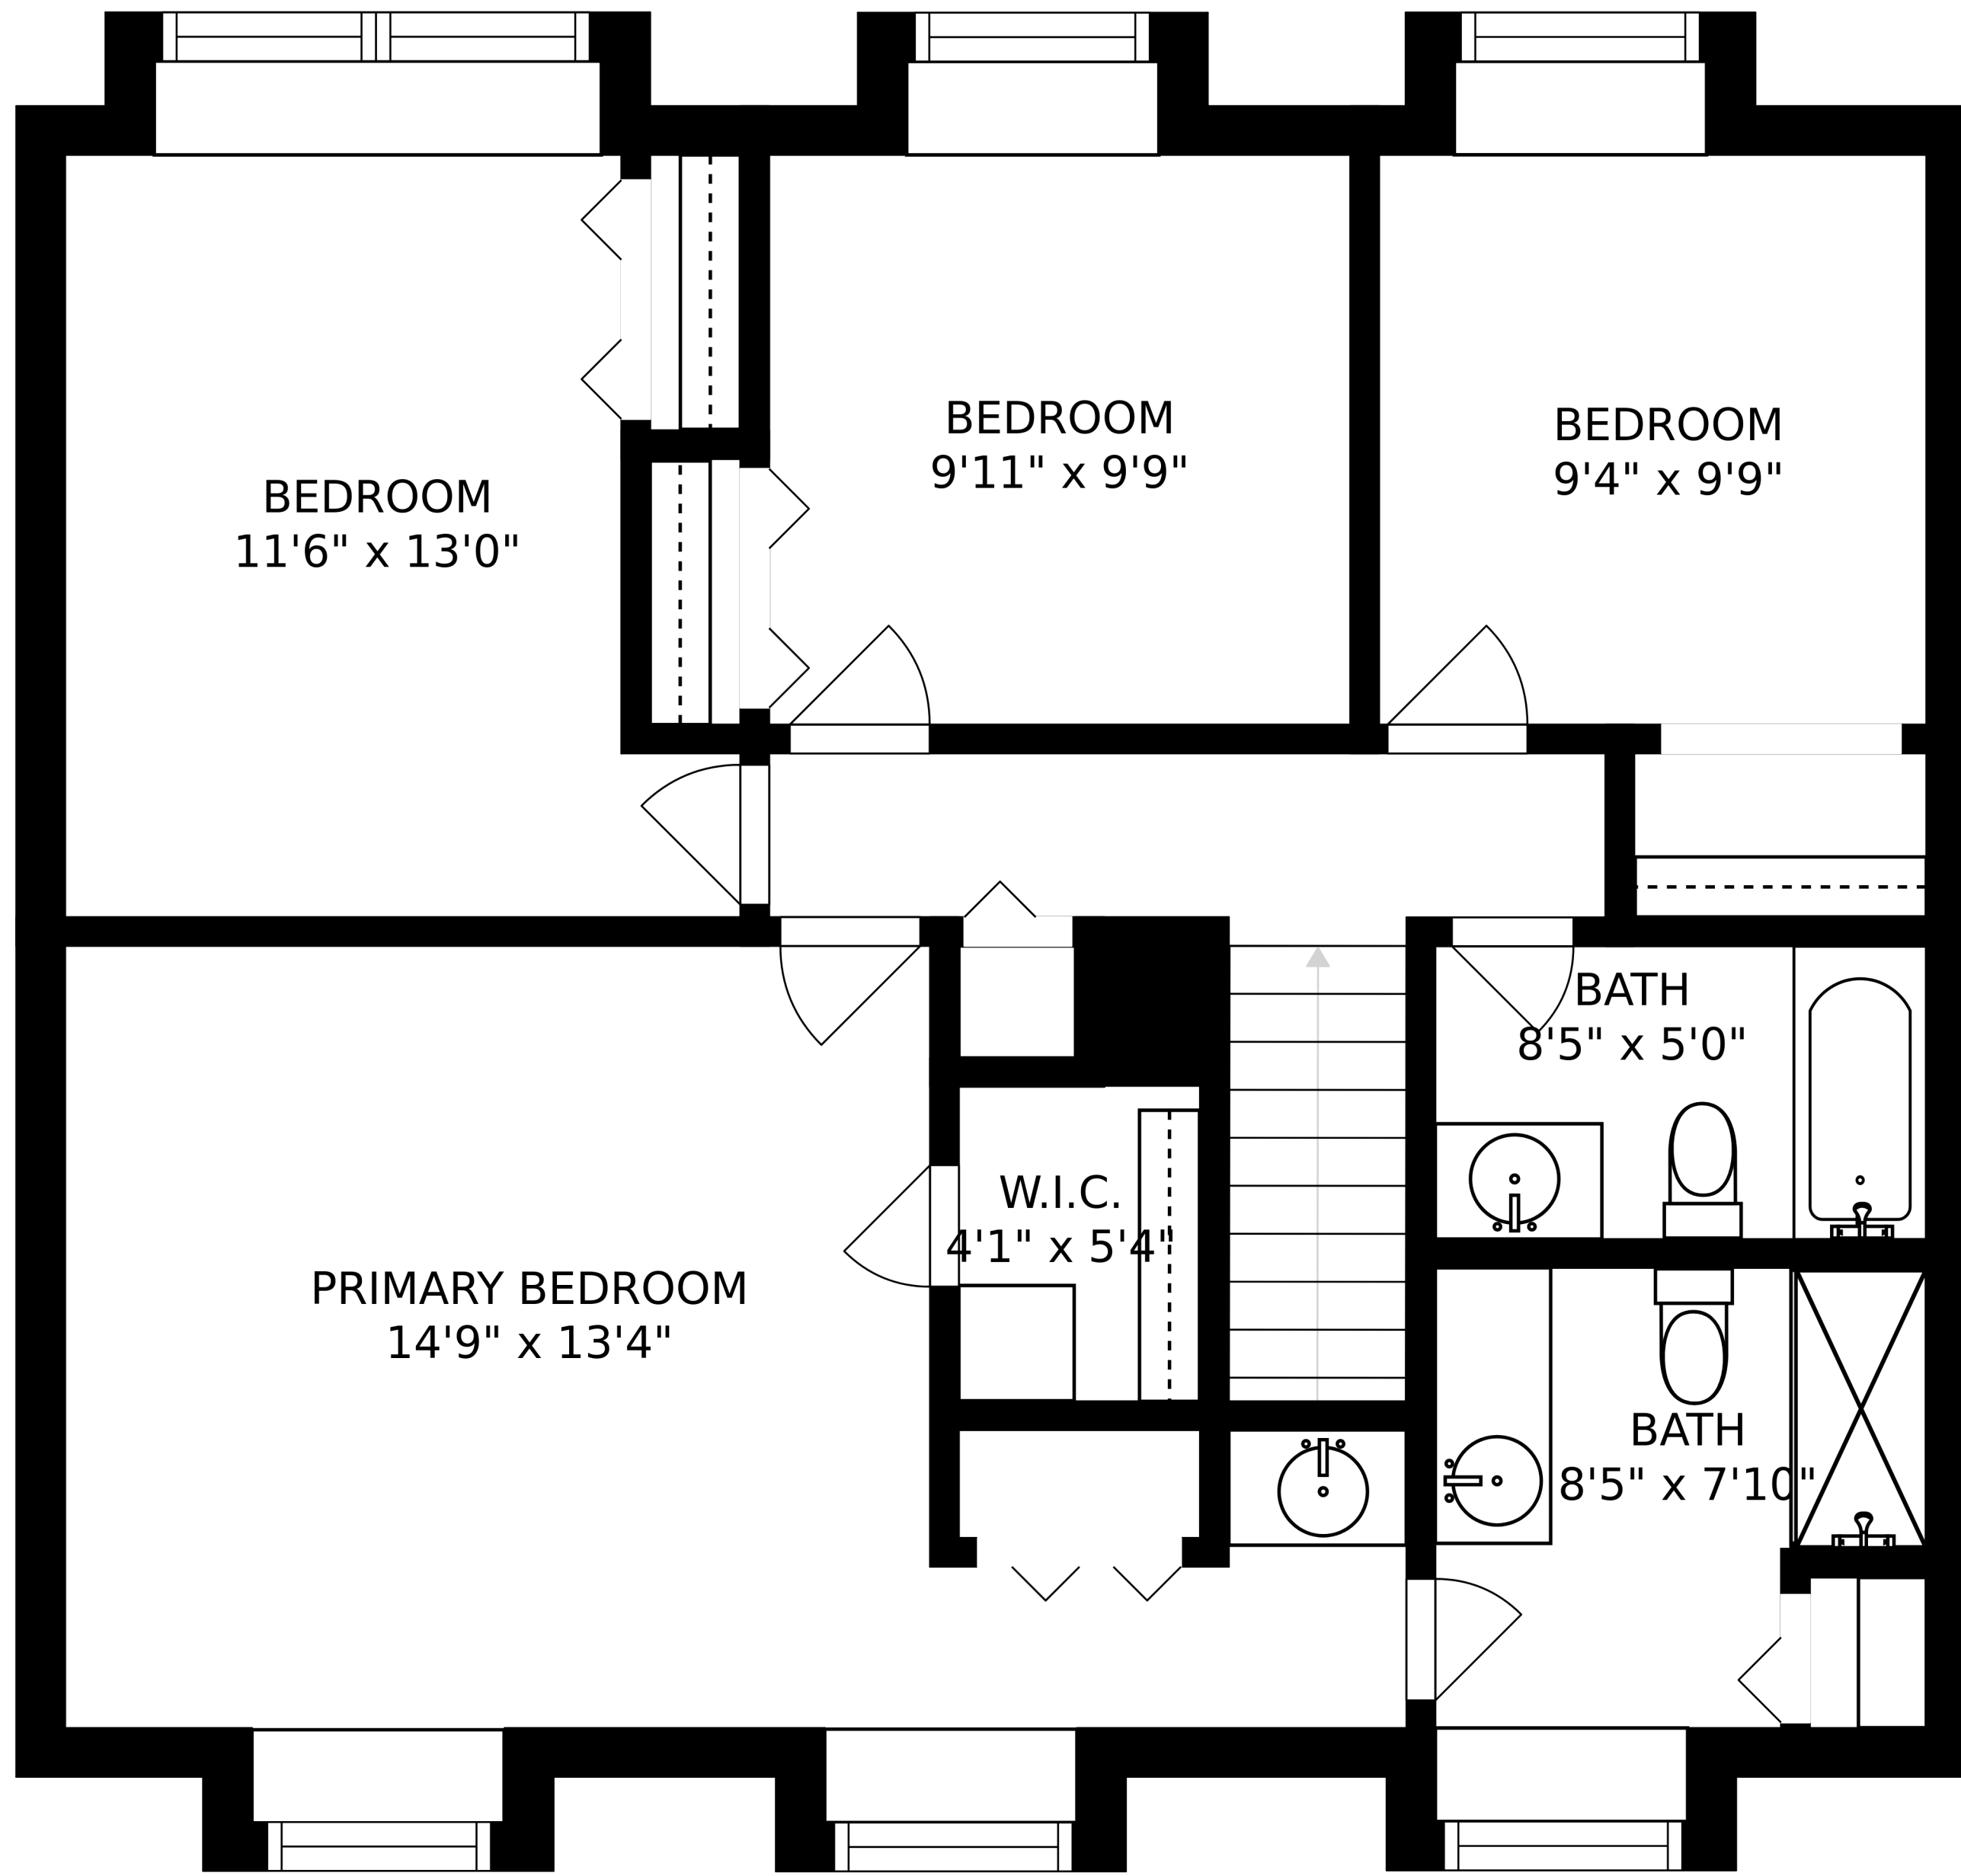 BEDROOM
11'6" x 13'0"
BEDROOM
9'11" x 9'9"
BEDROOM
9'4" x 9'9"
BATH
8'5" x 5'0"
W.I.C.
4'1" x 5'4"
PRIMARY BEDROOM
14'9" x 13'4"
BATH
8'5" x 7'10"